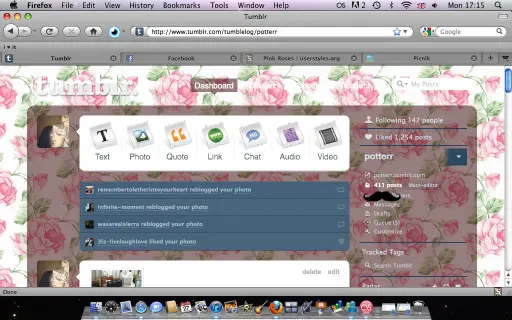 Firefox File Edit View History Bookmarks Tools Window Help Mon 17:15
Tumblr
http://www.tumblr.com/tumblelog/potterr
Google
Tumblr Facebook Pink Roses | userstyles.org Picnik
tumblr
Dashboard
My Posts
Following 142 people
Liked 1,254 posts
Text Photo Quote Link Chat Audio Video
potterr
potterr.tumblr.com
remembertoletherintoyourheart reblogged your photo
411 posts Mass-editor
infinite-moment reblogged your photo
Messages
Drafts
wasarealsierra reblogged your photo
Queue (5)
Customize
3is-livelaughlove liked your photo
Tracked Tags
Search Tumblr
delete edit
Radar
Done